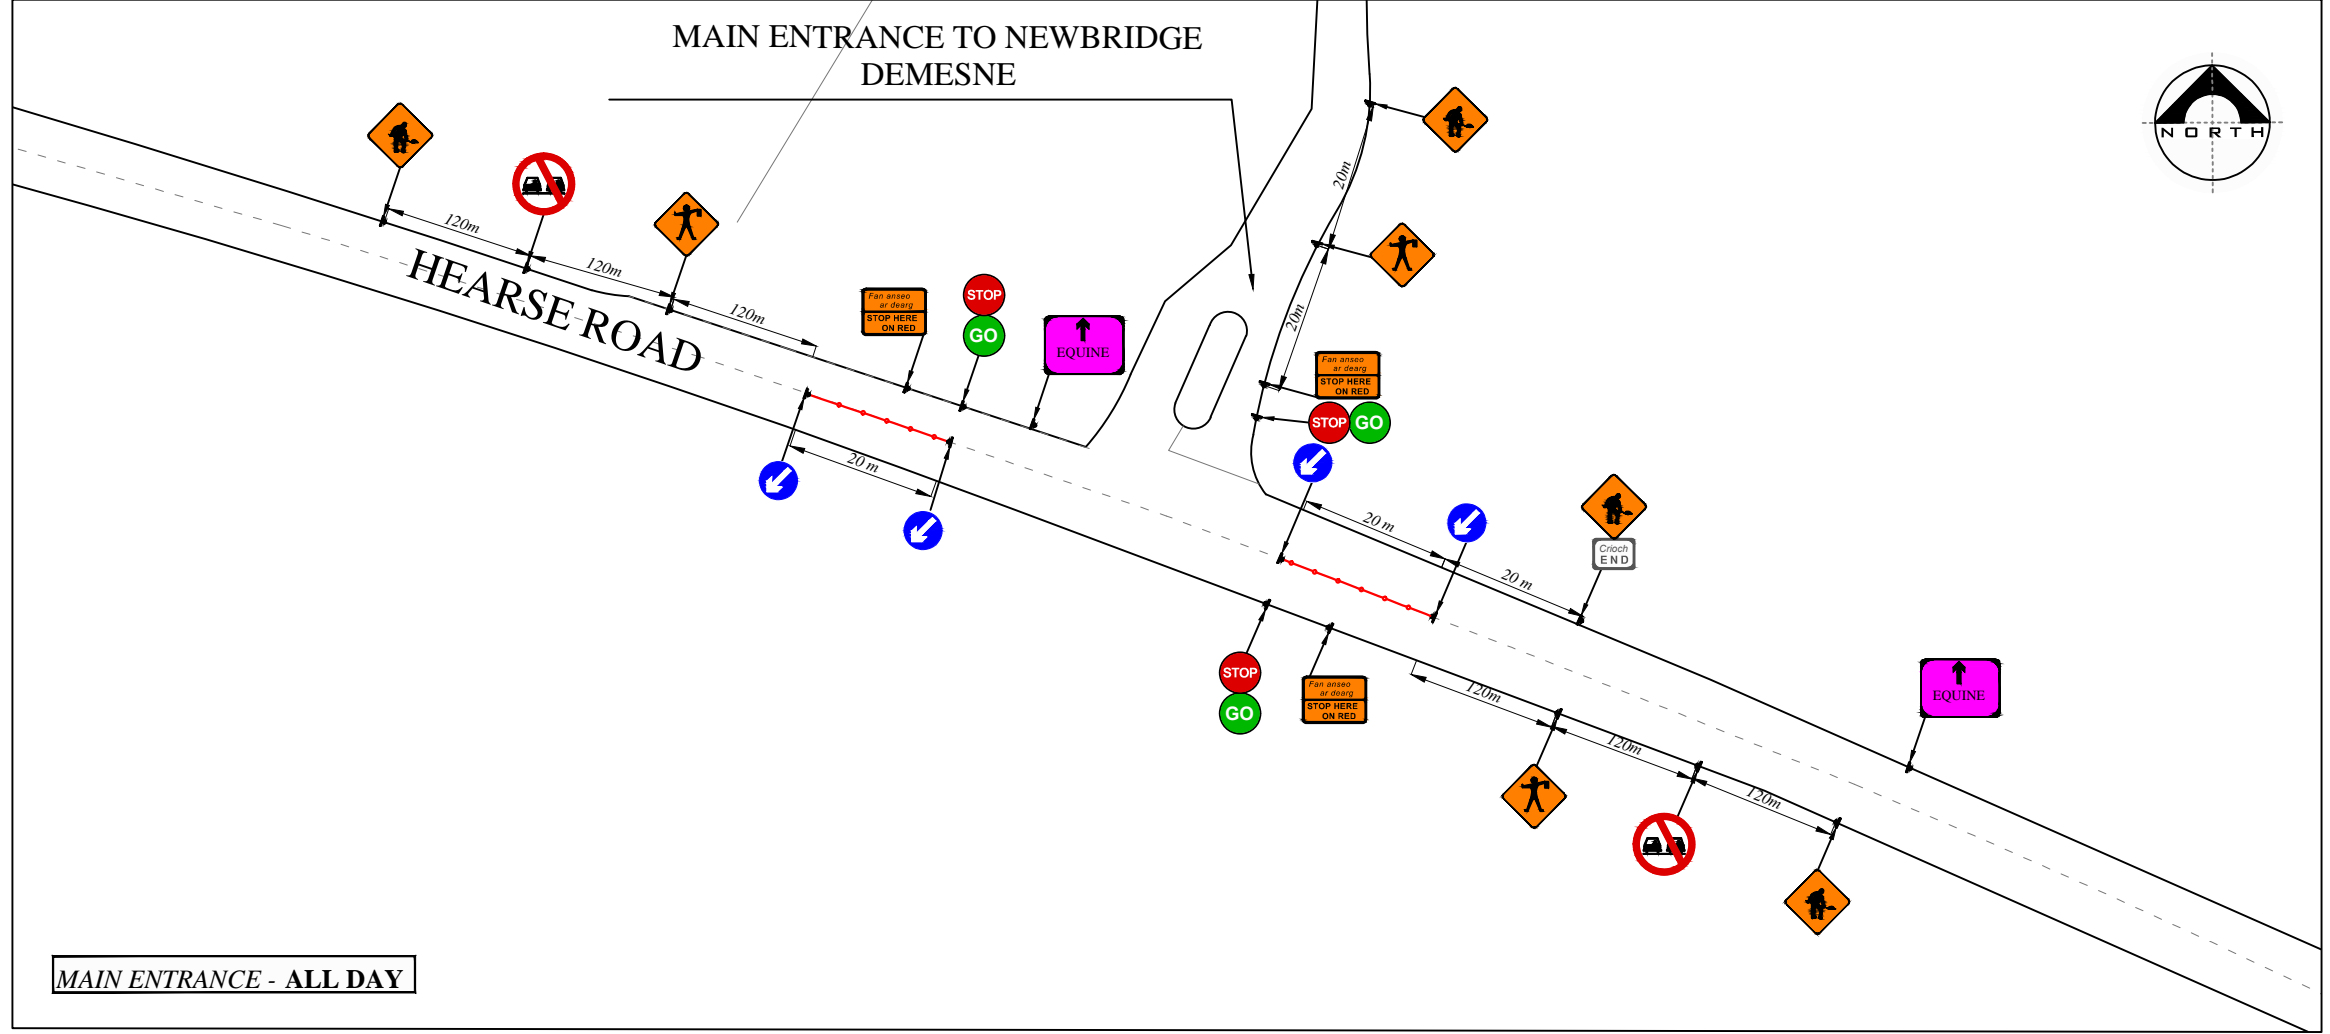 MAIN ENTRANCE TO NEWBRIDGE
DEMESNE
NORTH
20m
120m
120m
120m
HEARSE ROAD
Fan anseo
ar dearg
STOP HERE
ON RED
STOP
GO
EQUINE
20m
Fan anseo
ar dearg
STOP HERE
ON RED
STOP
GO
20 m
20 m
20 m
Crioch
END
STOP
GO
Fan anseo
ar dearg
STOP HERE
ON RED
120m
120m
120m
EQUINE
MAIN ENTRANCE - ALL DAY